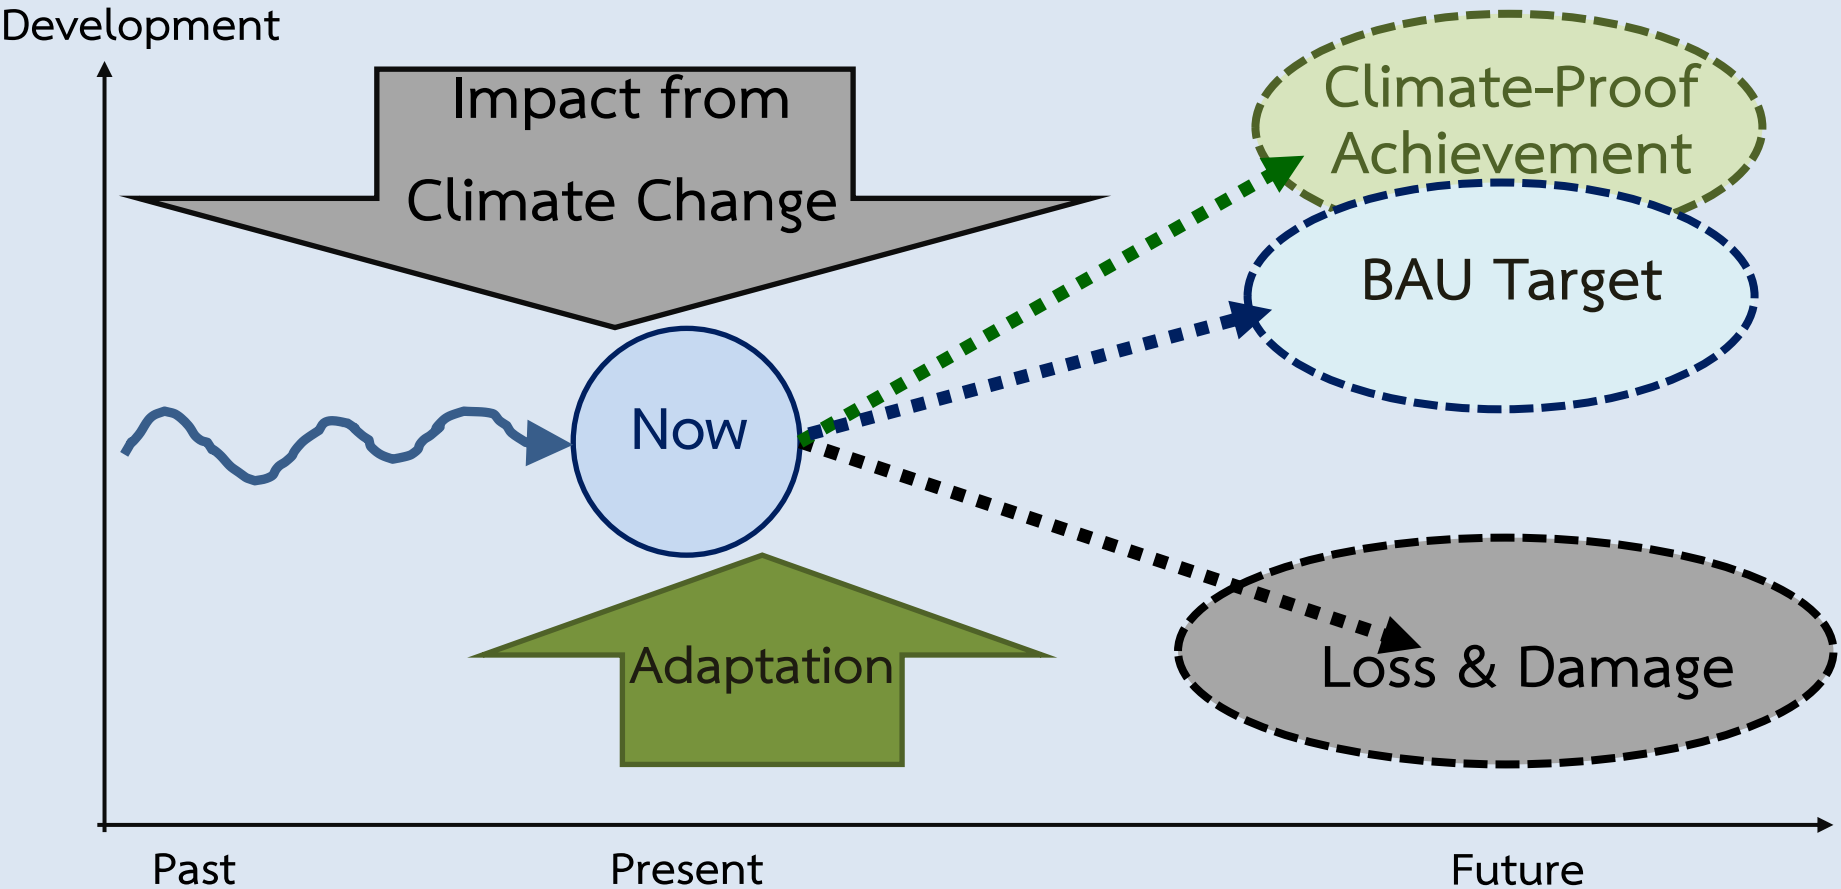 Development
Impact from
Climate Change
Climate-Proof
Achievement
BAU Target
Now
Adaptation
Loss & Damage
Past
Present
Future